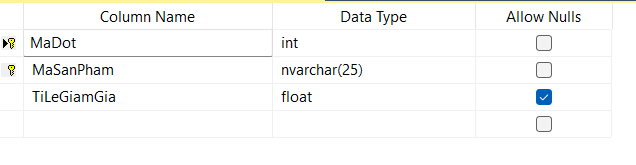 Column Name Data Type Allow Nulls
MaDot int
MaSanPham nvarchar(25)
TiLeGiamGia float